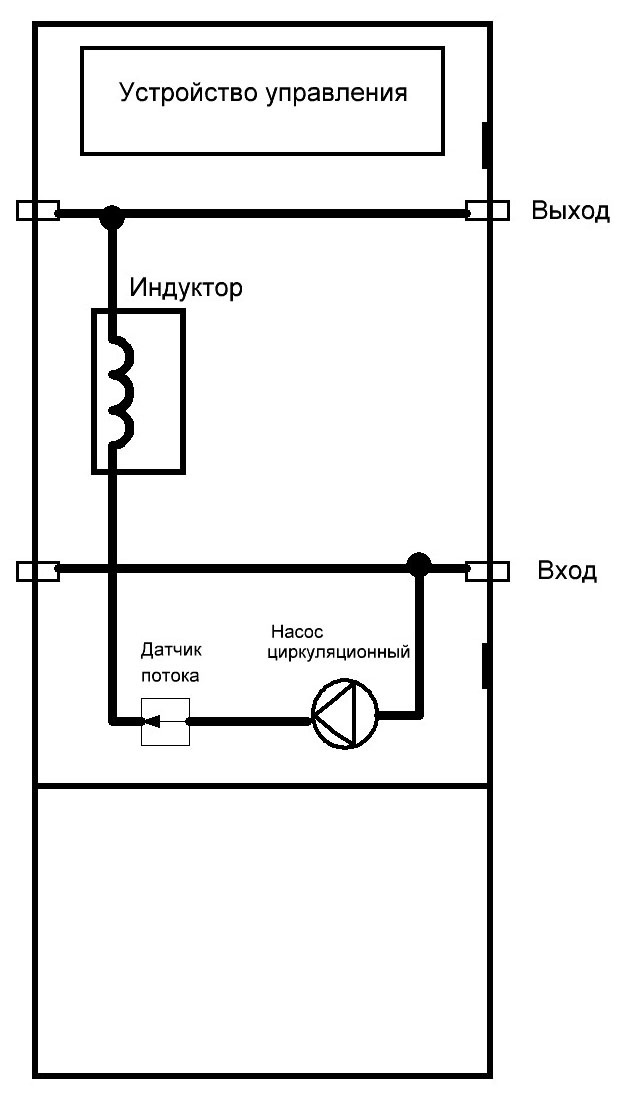 Устройство управления
Выход
Индуктор
Вход
Насос
циркуляционный
Датчик
потока